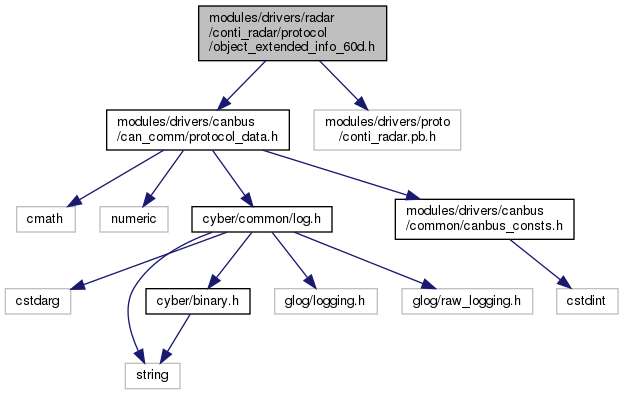 modules/drivers/radar
/conti_radar/protocol
/object_extended_info_60d.h
modules/drivers/canbus
/can_comm/protocol_data.h
modules/drivers/proto
/conti_radar.pb.h
cmath
numeric
cyber/common/log.h
modules/drivers/canbus
/common/canbus_consts.h
cstdarg
cyber/binary.h
glog/logging.h
glog/raw_logging.h
cstdint
string